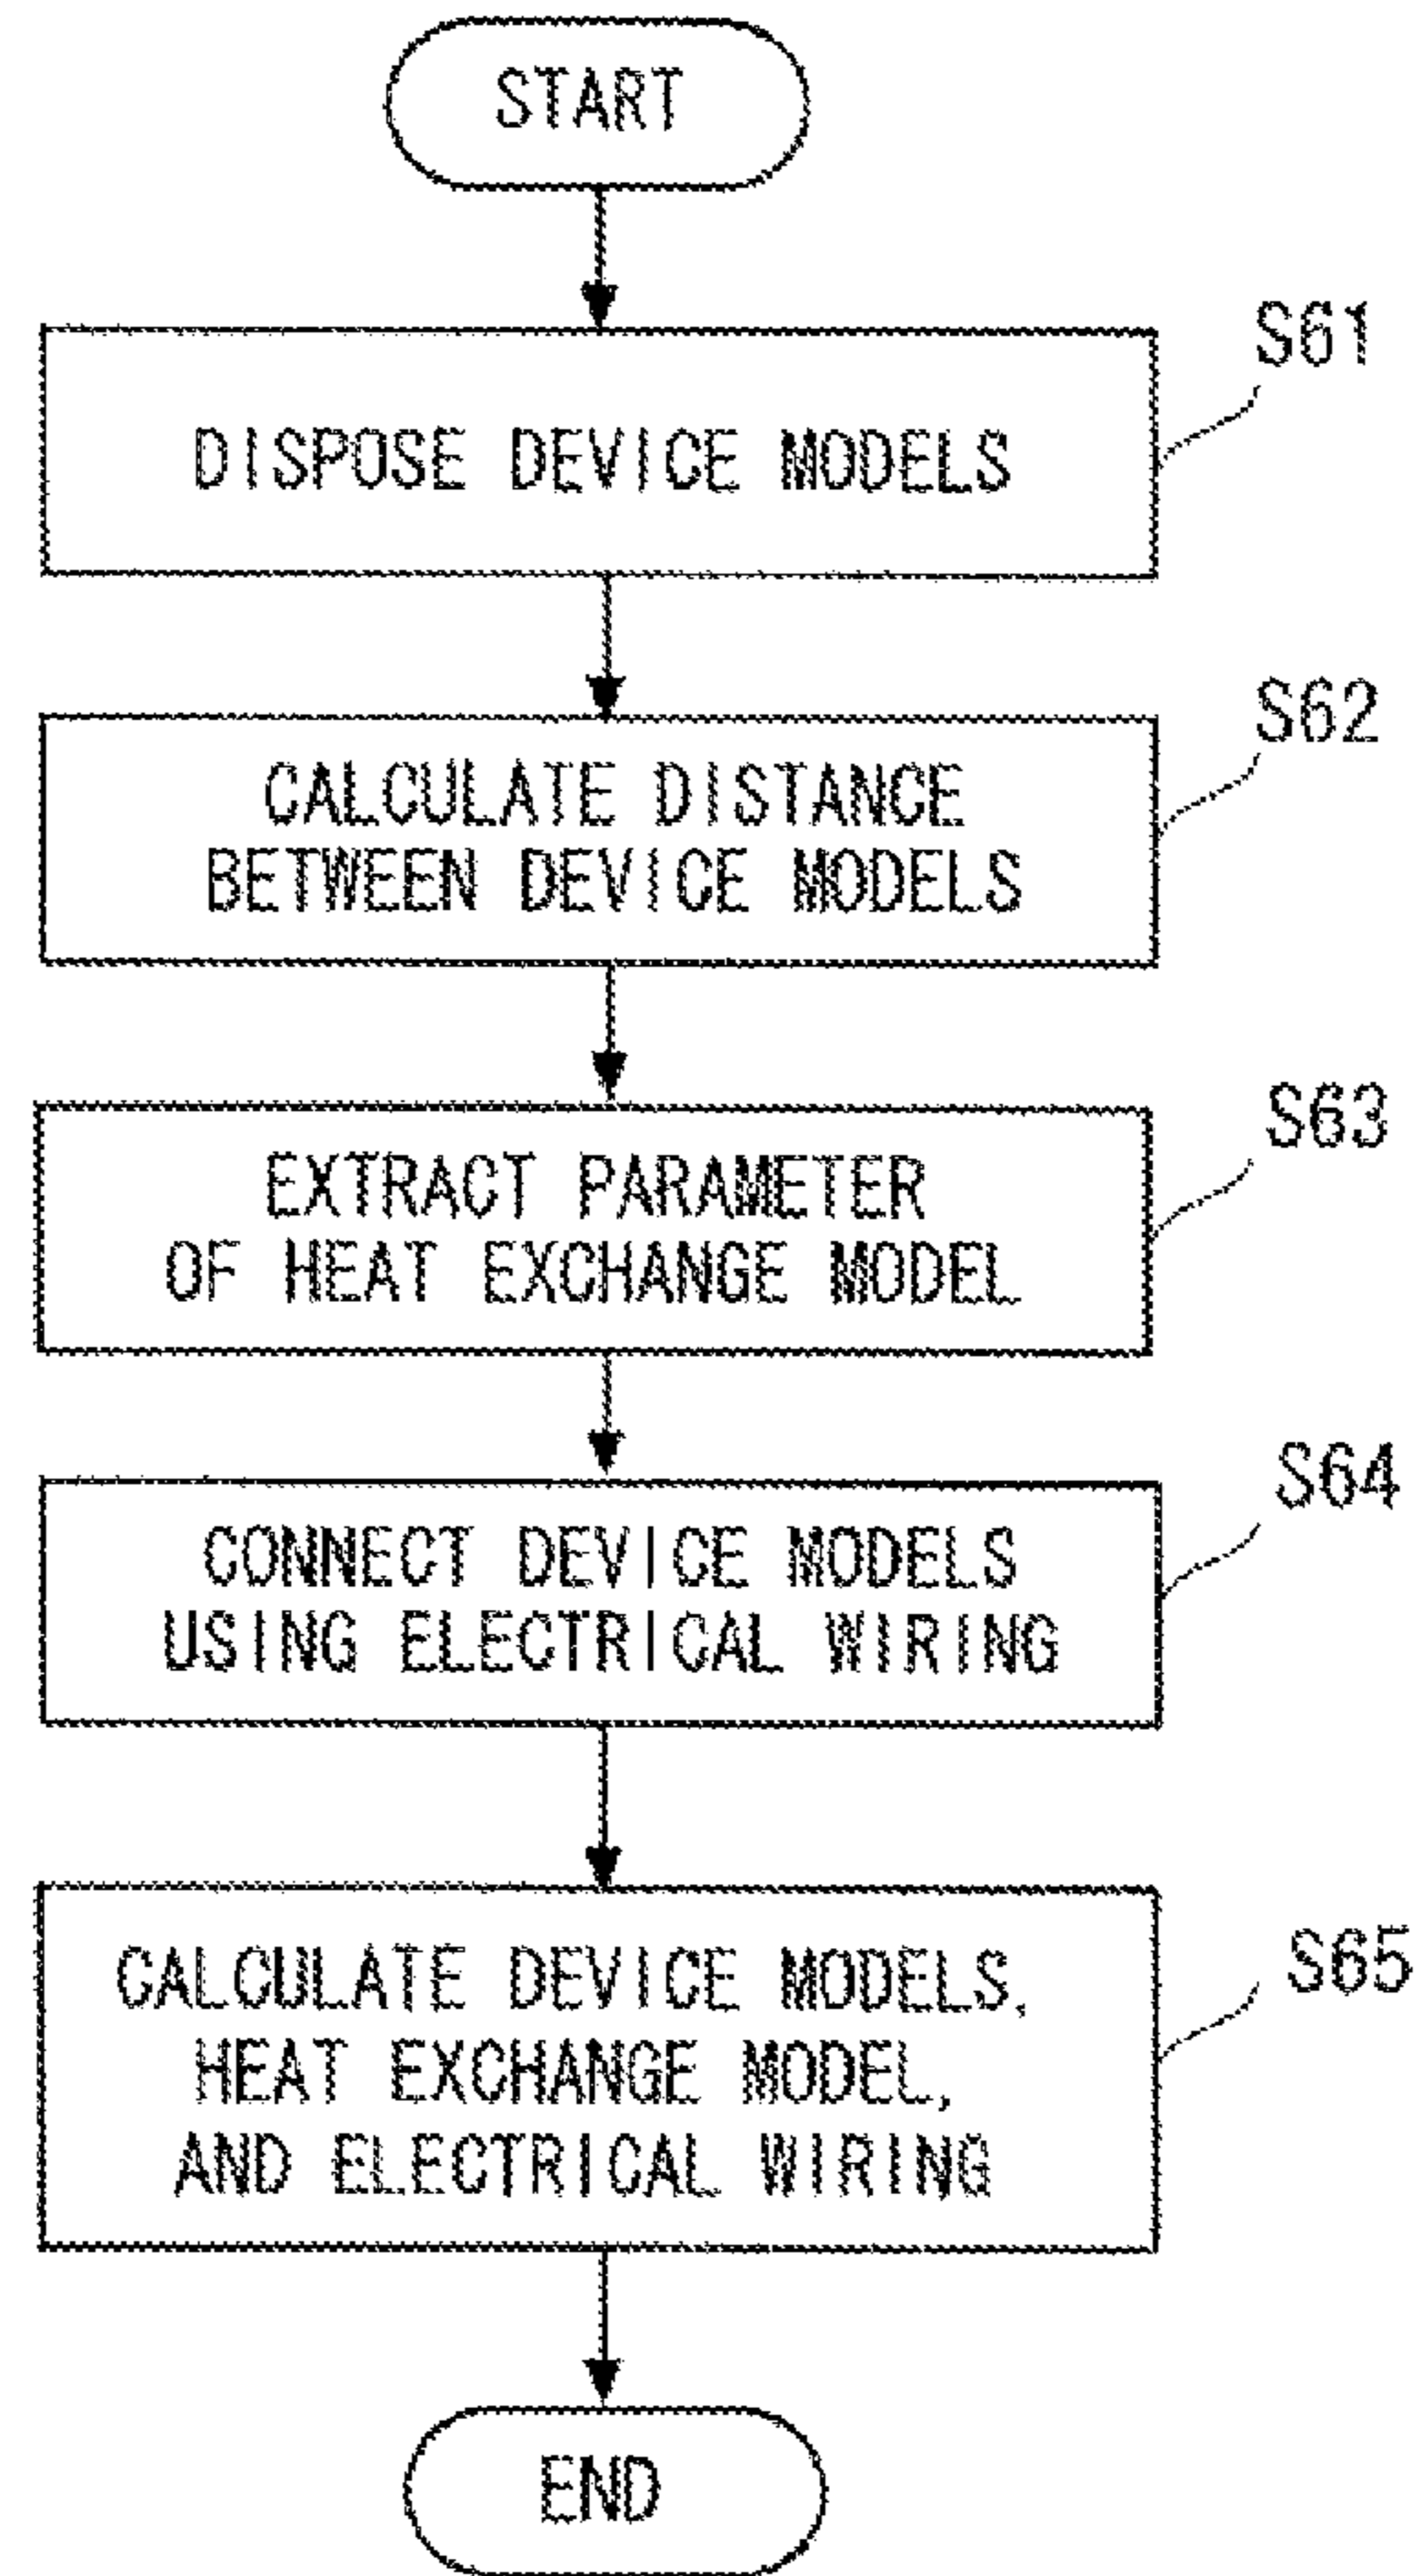 START
S61
DISPOSE DEVICE MODELS
S62
CALCULATE DISTANCE
BETWEEN DEVICE MODELS
S63
EXTRACT PARAMETER
OF HEAT EXCHANGE MODEL
S64
CONNECT DEVICE MODELS
USING ELECTRICAL WIRING
S65
CALCULATE DEVICE MODELS,
HEAT EXCHANGE MODEL,
AND ELECTRICAL WIRING
END